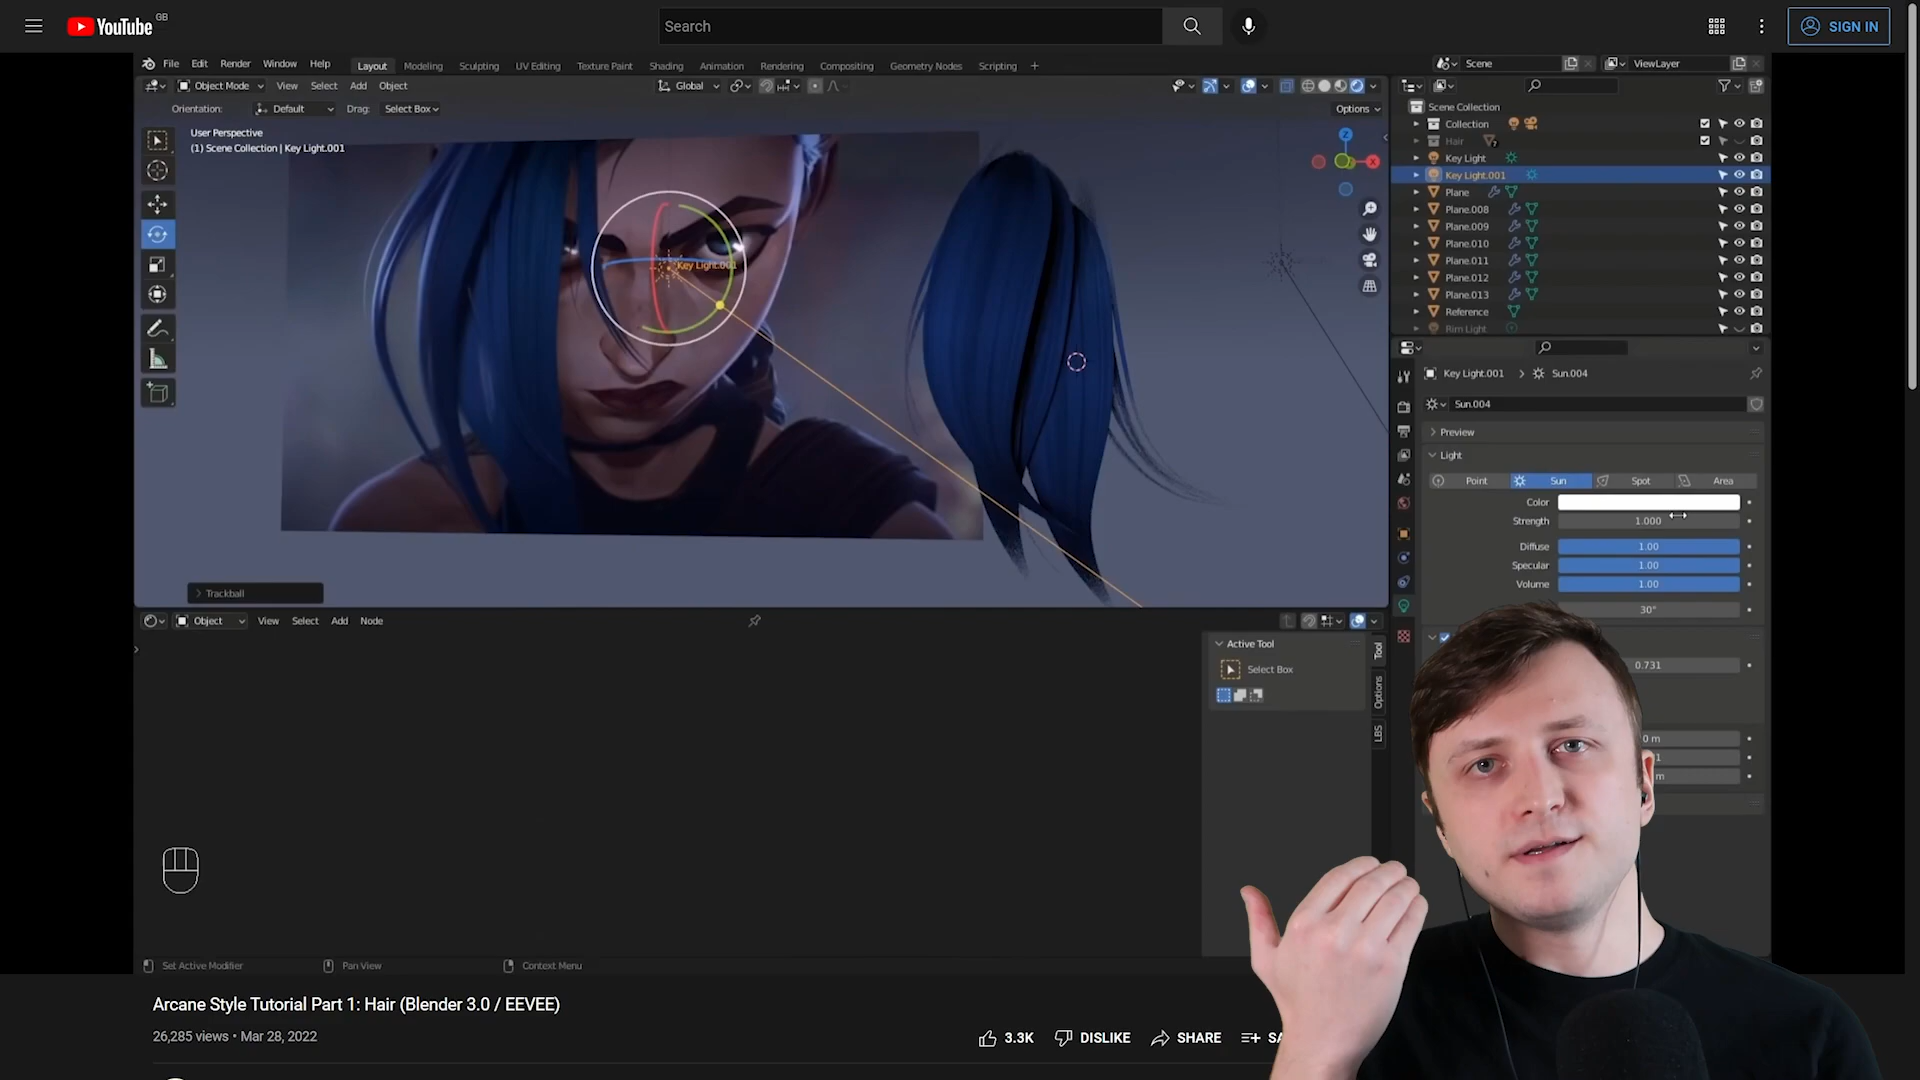 YouTube GB
Search
SIGN IN
File Edit Render Window Help Layout Modeling Sculpting UV Editing Texture Paint Shading Animation Rendering Compositing Geometry Nodes Scripting +
Scene
ViewLayer
Object Mode View Select Add Object
Global
Orientation: Default Drag: Select Box
Options
User Perspective
(1) Scene Collection | Key Light.001
Z
X
Key Light.001
Trackball
Scene Collection
Collection
Hair
Key Light
Key Light.001
Plane
Plane.008
Plane.009
Plane.010
Plane.011
Plane.012
Plane.013
Reference
Rim Light
Key Light.001 > Sun.004
Sun.004
Preview
Light
Point Sun Spot Area
Color
Strength 1.000
Diffuse 1.00
Specular 1.00
Volume 1.00
30°
0.731
0 m
1
m
Object View Select Add Node
Active Tool
Select Box
Tool
Options
LBS
Set Active Modifier Pan View Context Menu
Arcane Style Tutorial Part 1: Hair (Blender 3.0 / EEVEE)
26,285 views • Mar 28, 2022
3.3K DISLIKE SHARE SA